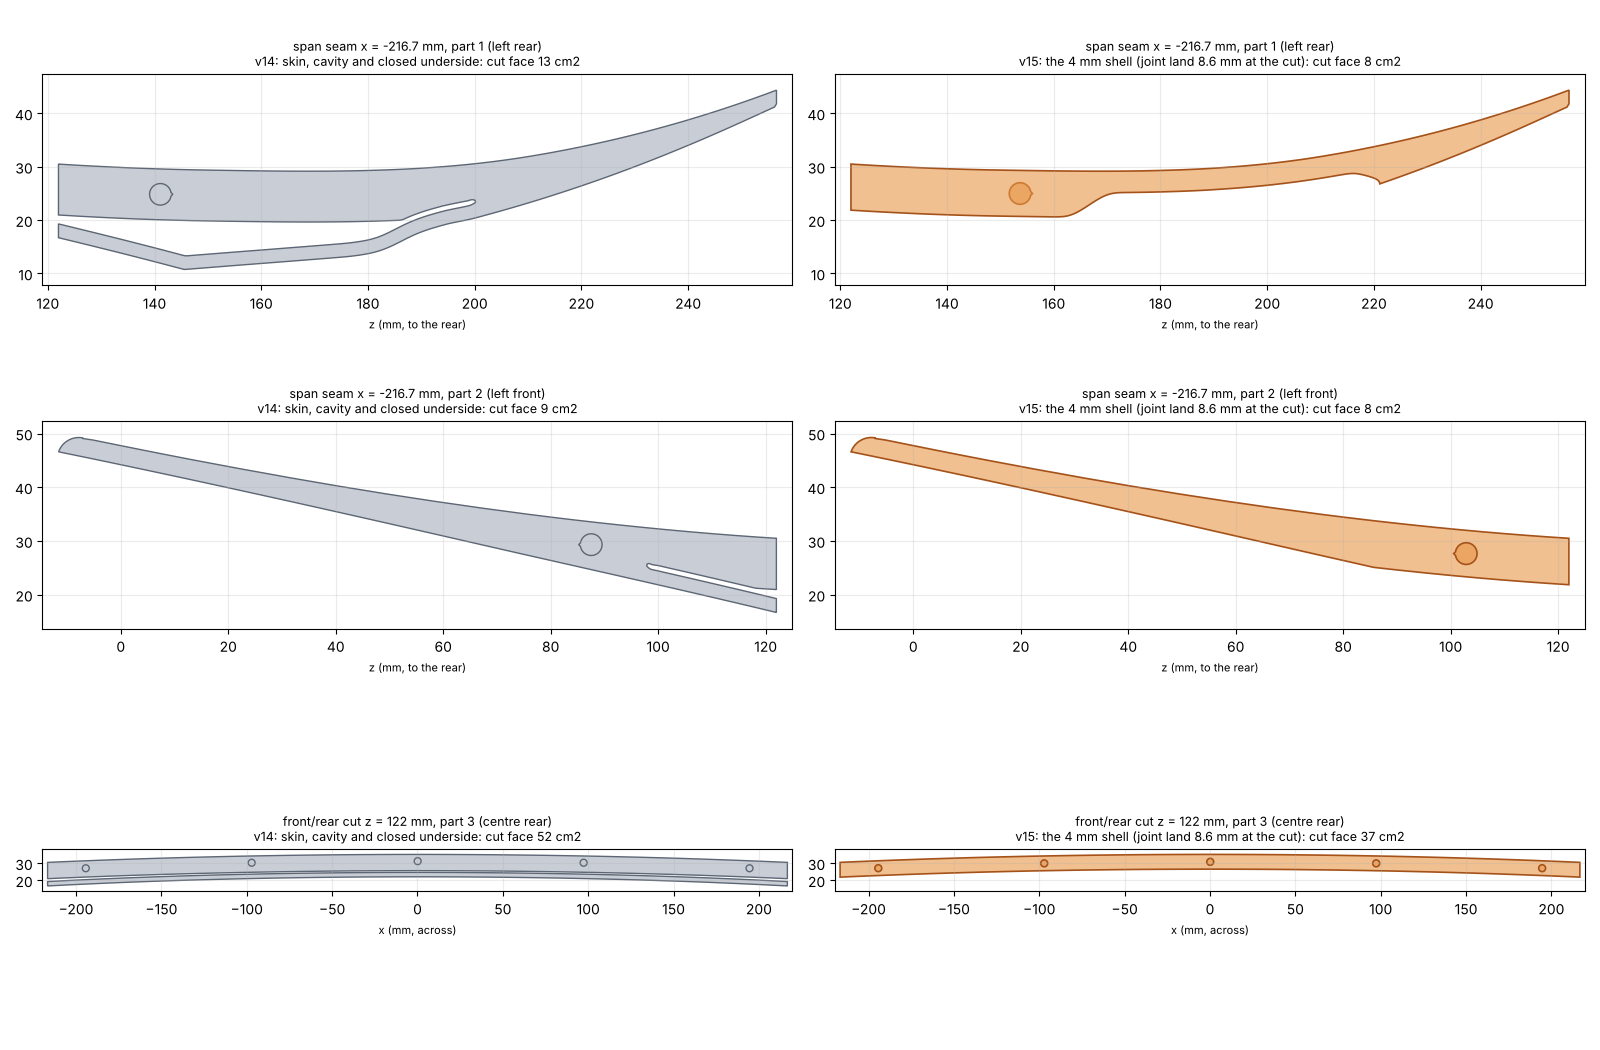 span seam x = -216.7 mm, part 1 (left rear)
v14: skin, cavity and closed underside: cut face 13 cm2
40
30
20
10
120 140 160 180 200 220 240
z (mm, to the rear)
span seam x = -216.7 mm, part 1 (left rear)
v15: the 4 mm shell (joint land 8.6 mm at the cut): cut face 8 cm2
40
30
20
10
120 140 160 180 200 220 240
z (mm, to the rear)
span seam x = -216.7 mm, part 2 (left front)
v14: skin, cavity and closed underside: cut face 9 cm2
50
40
30
20
0 20 40 60 80 100 120
z (mm, to the rear)
span seam x = -216.7 mm, part 2 (left front)
v15: the 4 mm shell (joint land 8.6 mm at the cut): cut face 8 cm2
50
40
30
20
0 20 40 60 80 100 120
z (mm, to the rear)
front/rear cut z = 122 mm, part 3 (centre rear)
v14: skin, cavity and closed underside: cut face 52 cm2
30
20
−200 −150 −100 −50 0 50 100 150 200
x (mm, across)
front/rear cut z = 122 mm, part 3 (centre rear)
v15: the 4 mm shell (joint land 8.6 mm at the cut): cut face 37 cm2
30
20
−200 −150 −100 −50 0 50 100 150 200
x (mm, across)